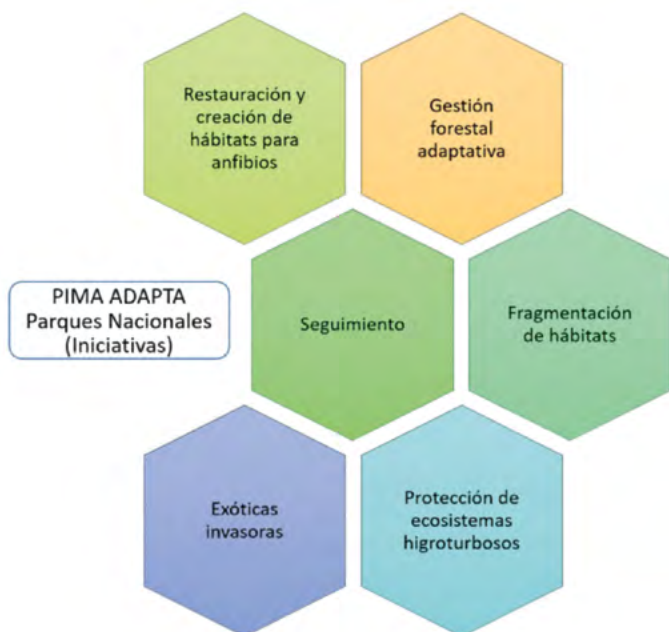 Restauración y
creación de
hábitats para
anfibios
Gestión
forestal
adaptativa
PIMA ADAPTA
Parques Nacionales
(Iniciativas)
Seguimiento
Fragmentación
de hábitats
Exóticas
invasoras
Protección de
ecosistemas
higroturbosos